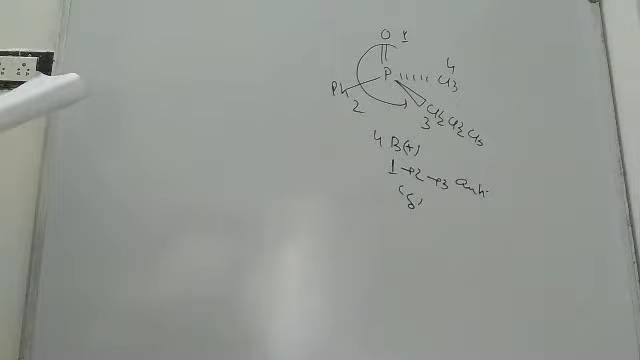 O 1
P
4
CH3
Ph
2
CH2CH2CH3
3
4 B(+)
1→2→3 anti
(S)